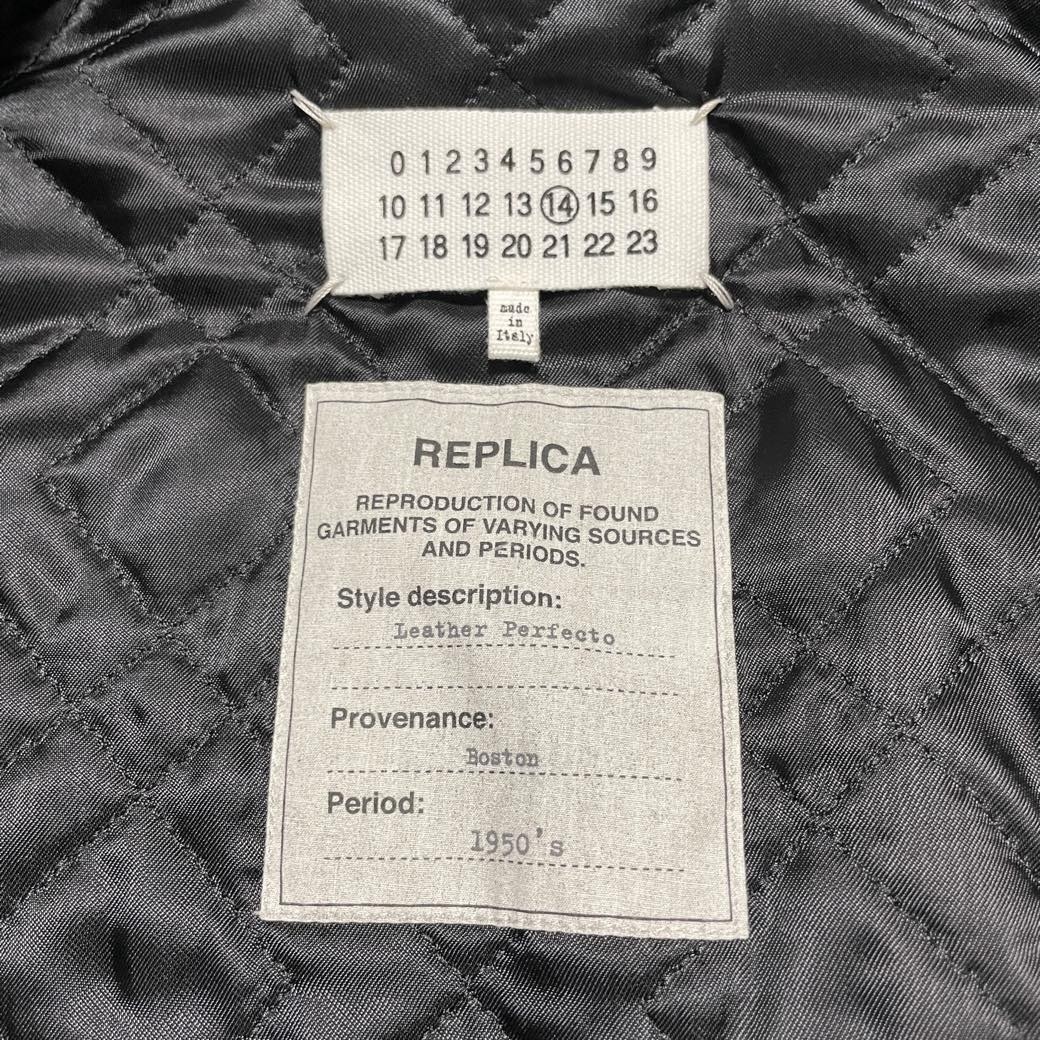 0 1 2 3 4 5 6 7 8 9
10 11 12 13 14 15 16
17 18 19 20 21 22 23
made
in
Italy
REPLICA
REPRODUCTION OF FOUND
GARMENTS OF VARYING SOURCES
AND PERIODS.
Style description:
Leather Perfecto
Provenance:
Boston
Period:
1950's